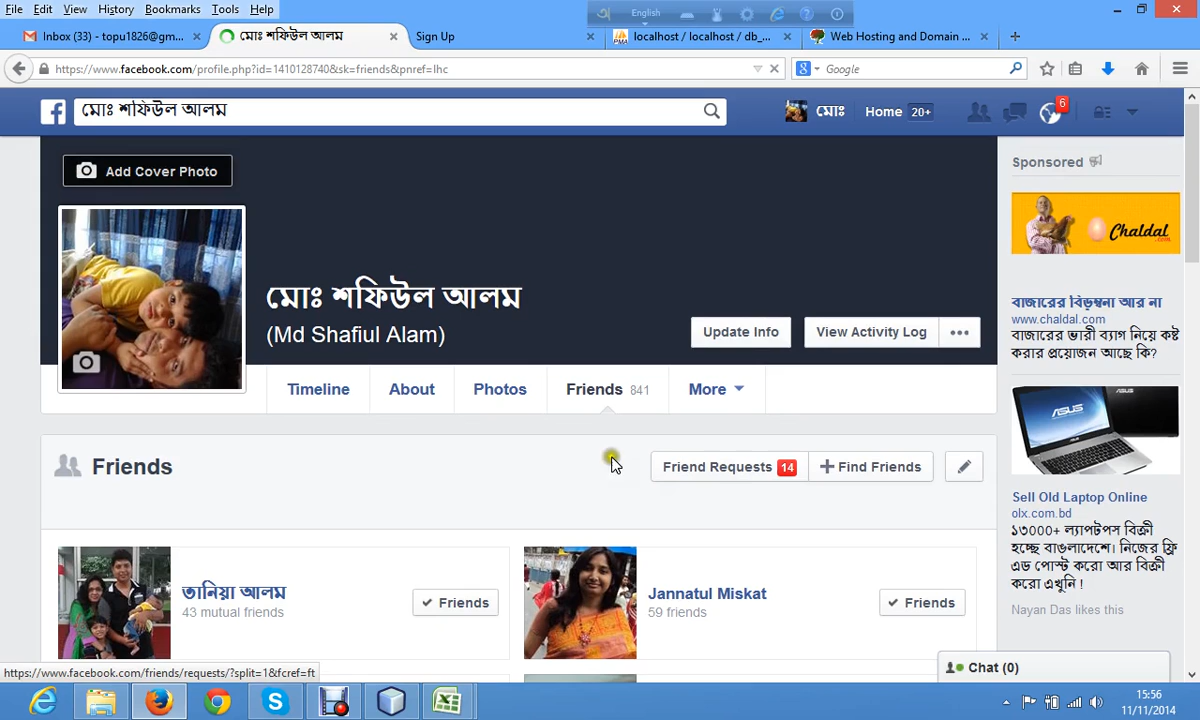 File Edit View History Bookmarks Tools Help
English
Inbox (33) - topu1826@gm...
মোঃ শফিউল আলম
Sign Up
localhost / localhost / db_...
Web Hosting and Domain ...
https://www.facebook.com/profile.php?id=1410128740&sk=friends&pnref=lhc
Google
মোঃ শফিউল আলম
মোঃ
Home 20+
6
Add Cover Photo
মোঃ শফিউল আলম
(Md Shafiul Alam)
Update Info
View Activity Log
Timeline
About
Photos
Friends 841
More
Friends
Friend Requests 14
Find Friends
তানিয়া আলম
43 mutual friends
Friends
Jannatul Miskat
59 friends
Friends
Sponsored
Chaldal.com
বাজারের বিড়ম্বনা আর না
www.chaldal.com
বাজারের ভারী ব্যাগ নিয়ে কষ্ট
করার প্রয়োজন আছে কি?
ASUS
Sell Old Laptop Online
olx.com.bd
১৩০০০+ ল্যাপটপস বিক্রী
হচ্ছে বাঙলাদেশে। নিজের ফ্রি
এড পোস্ট করো আর বিক্রী
করো এখুনি !
Nayan Das likes this
Chat (0)
https://www.facebook.com/friends/requests/?split=1&fcref=ft
15:56
11/11/2014